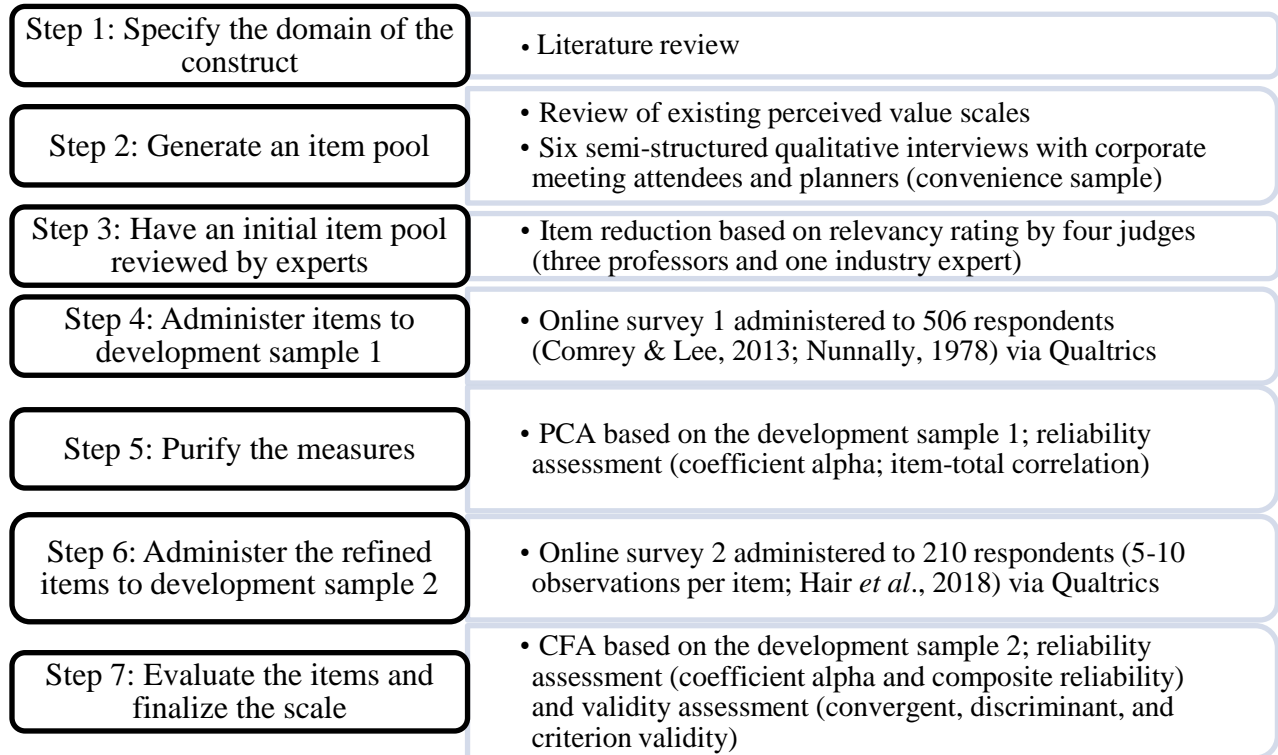 Step 1: Specify the domain of the
construct
• Literature review
Step 2: Generate an item pool
• Review of existing perceived value scales
• Six semi-structured qualitative interviews with corporate
meeting attendees and planners (convenience sample)
Step 3: Have an initial item pool
reviewed by experts
• Item reduction based on relevancy rating by four judges
(three professors and one industry expert)
Step 4: Administer items to
development sample 1
• Online survey 1 administered to 506 respondents
(Comrey & Lee, 2013; Nunnally, 1978) via Qualtrics
Step 5: Purify the measures
• PCA based on the development sample 1; reliability
assessment (coefficient alpha; item-total correlation)
Step 6: Administer the refined
items to development sample 2
• Online survey 2 administered to 210 respondents (5-10
observations per item; Hair et al., 2018) via Qualtrics
Step 7: Evaluate the items and
finalize the scale
• CFA based on the development sample 2; reliability
assessment (coefficient alpha and composite reliability)
and validity assessment (convergent, discriminant, and
criterion validity)